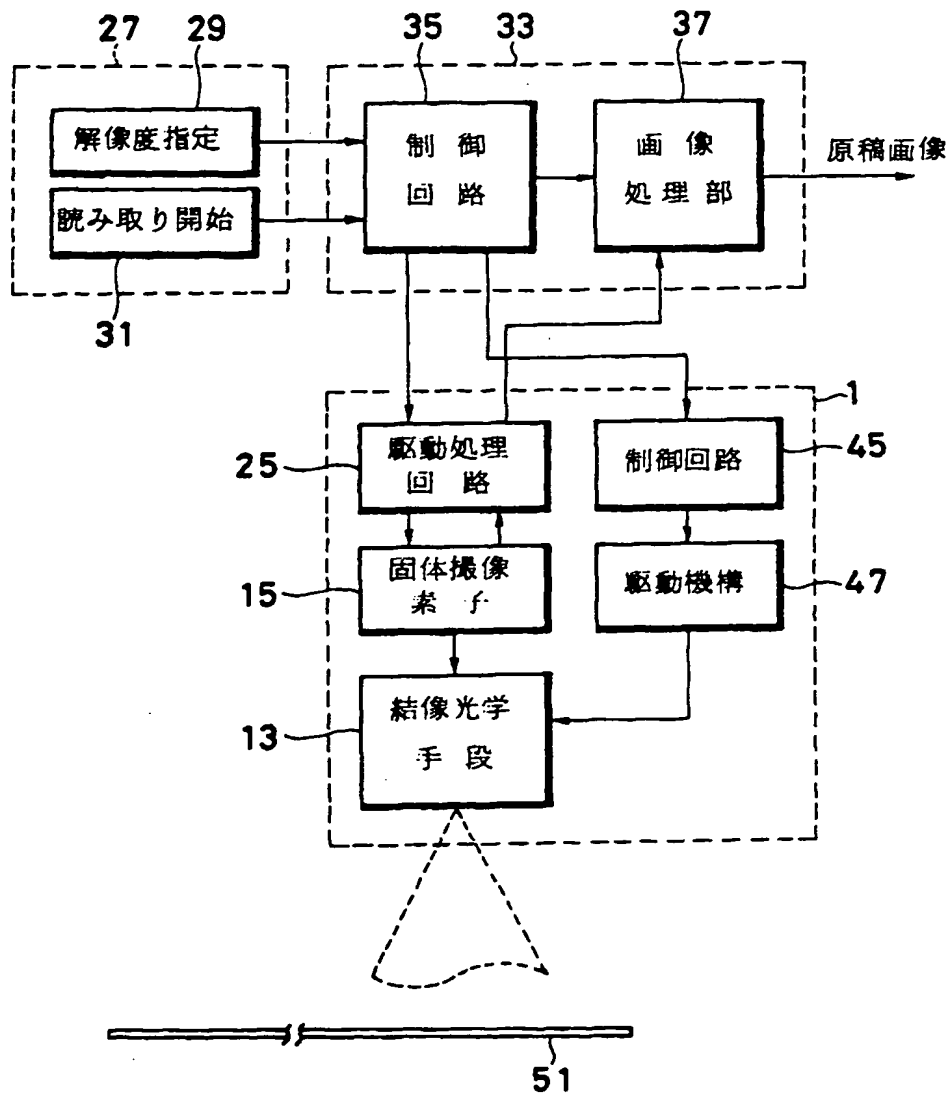 27
29
35
33
37
解像度指定
読み取り開始
31
制御
回路
画像
処理部
原稿画像
1
25
駆動処理
回路
制御回路
45
15
固体撮像
素子
駆動機構
47
13
結像光学
手段
51